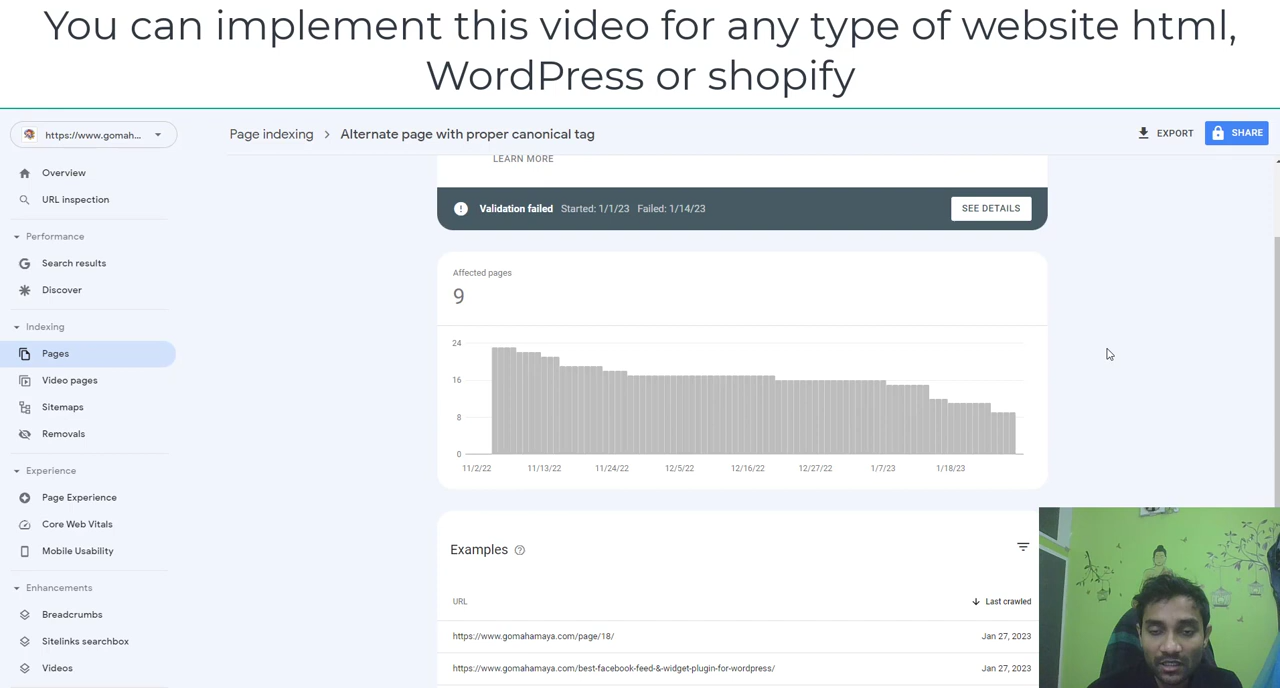 You can implement this video for any type of website html,
WordPress or shopify
https://www.gomah...
Page indexing > Alternate page with proper canonical tag
EXPORT
SHARE
Overview
URL inspection
Performance
Search results
Discover
Indexing
Pages
Video pages
Sitemaps
Removals
Experience
Page Experience
Core Web Vitals
Mobile Usability
Enhancements
Breadcrumbs
Sitelinks searchbox
Videos
LEARN MORE
Validation failed Started: 1/1/23 Failed: 1/14/23
SEE DETAILS
Affected pages
9
24
16
8
0
11/2/22 11/13/22 11/24/22 12/5/22 12/16/22 12/27/22 1/7/23 1/18/23
Examples
URL Last crawled
https://www.gomahamaya.com/page/18/ Jan 27, 2023
https://www.gomahamaya.com/best-facebook-feed-&-widget-plugin-for-wordpress/ Jan 27, 2023